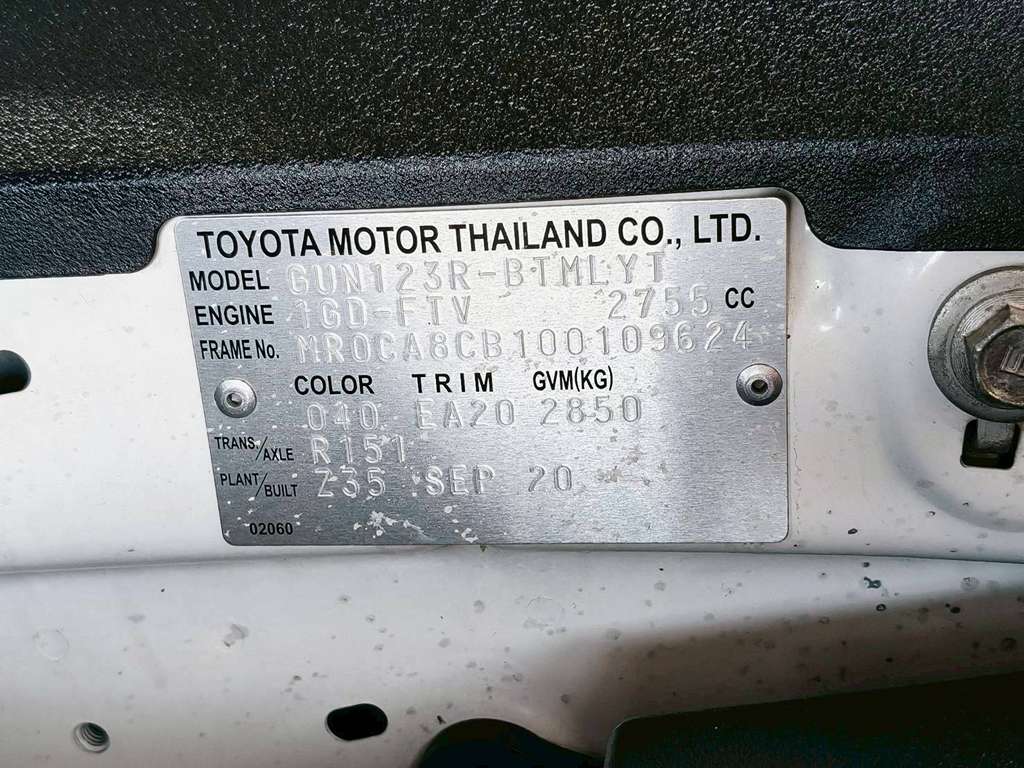 TOYOTA MOTOR THAILAND CO., LTD.
MODEL GUN123R-BTMLYT
ENGINE 1GD-FTV 2755 CC
FRAME No. MR0CA8CB100109624
COLOR TRIM GVM(KG)
040 EA20 2850
TRANS./AXLE R151
PLANT/BUILT Z35 SEP 20
02060